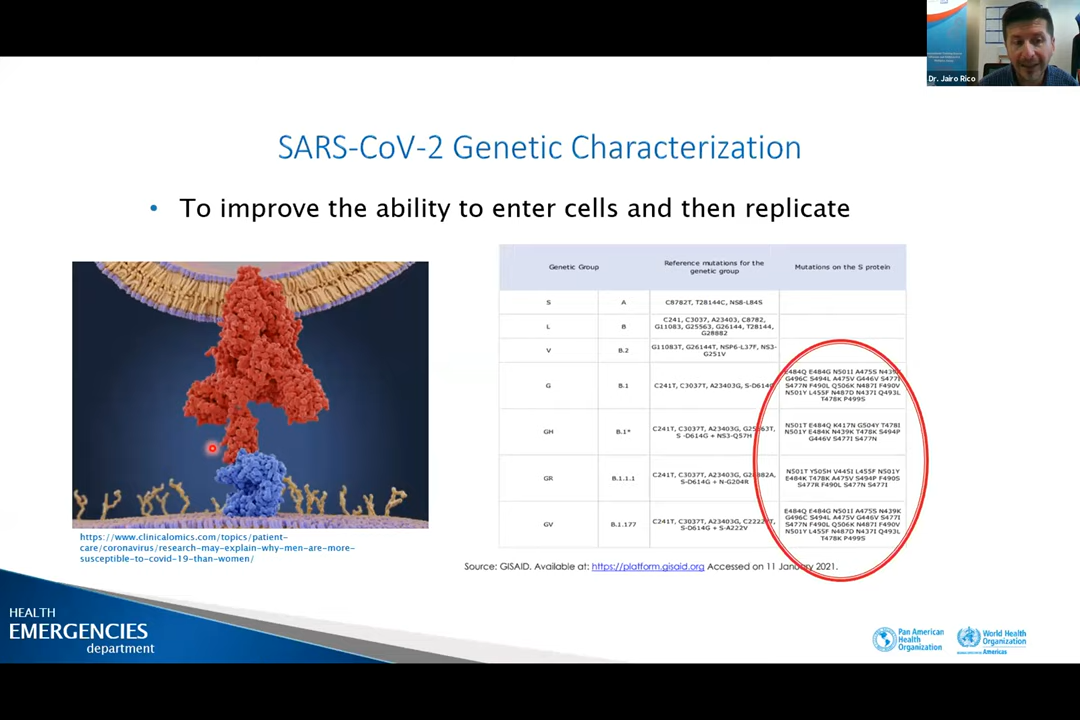 Dr. Jairo Rico
SARS-CoV-2 Genetic Characterization
• To improve the ability to enter cells and then replicate
Genetic Group
Reference mutations for the
genetic group
Mutations on the S protein
S
A
C8782T, T28144C, NS8-L84S
L
B
C241, C3037, A23403, C8782,
G11083, G25563, G26144, T28144,
G28882
V
B.2
G11083T, G26144T, NSP6-L37F, NS3-
G251V
G
B.1
C241T, C3037T, A23403G, S-D614G
E484Q E484G N501I A475S N439K
G496C S494L A475V G446V S477I
S477N F490L Q506K N487I F490V
N501Y L455F N487D N437I Q493L
T478K P499S
GH
B.1*
C241T, C3037T, A23403G, G25563T,
S -D614G + NS3-Q57H
N501T E484Q K417N G504Y T478I
N501Y E484K N439K T478K S494P
G446V S477I S477N
GR
B.1.1.1
C241T, C3037T, A23403G, G28882A,
S-D614G + N-G204R
N501T Y505H V445I L455F N501Y
E484K T478K A475V S494P F490S
S477R F490L S477N S477I
GV
B.1.177
C241T, C3037T, A23403G, C22227T,
S-D614G + S-A222V
E484Q E484G N501I A475S N439K
G496C S494L A475V G446V S477I
S477N F490L Q506K N487I F490V
N501Y L455F N487D N437I Q493L
T478K P499S
https://www.clinicalomics.com/topics/patient-
care/coronavirus/research-may-explain-why-men-are-more-
susceptible-to-covid-19-than-women/
Source: GISAID. Available at: https://platform.gisaid.org Accessed on 11 January 2021.
HEALTH
EMERGENCIES
department
Pan American
Health
Organization
World Health
Organization
Americas